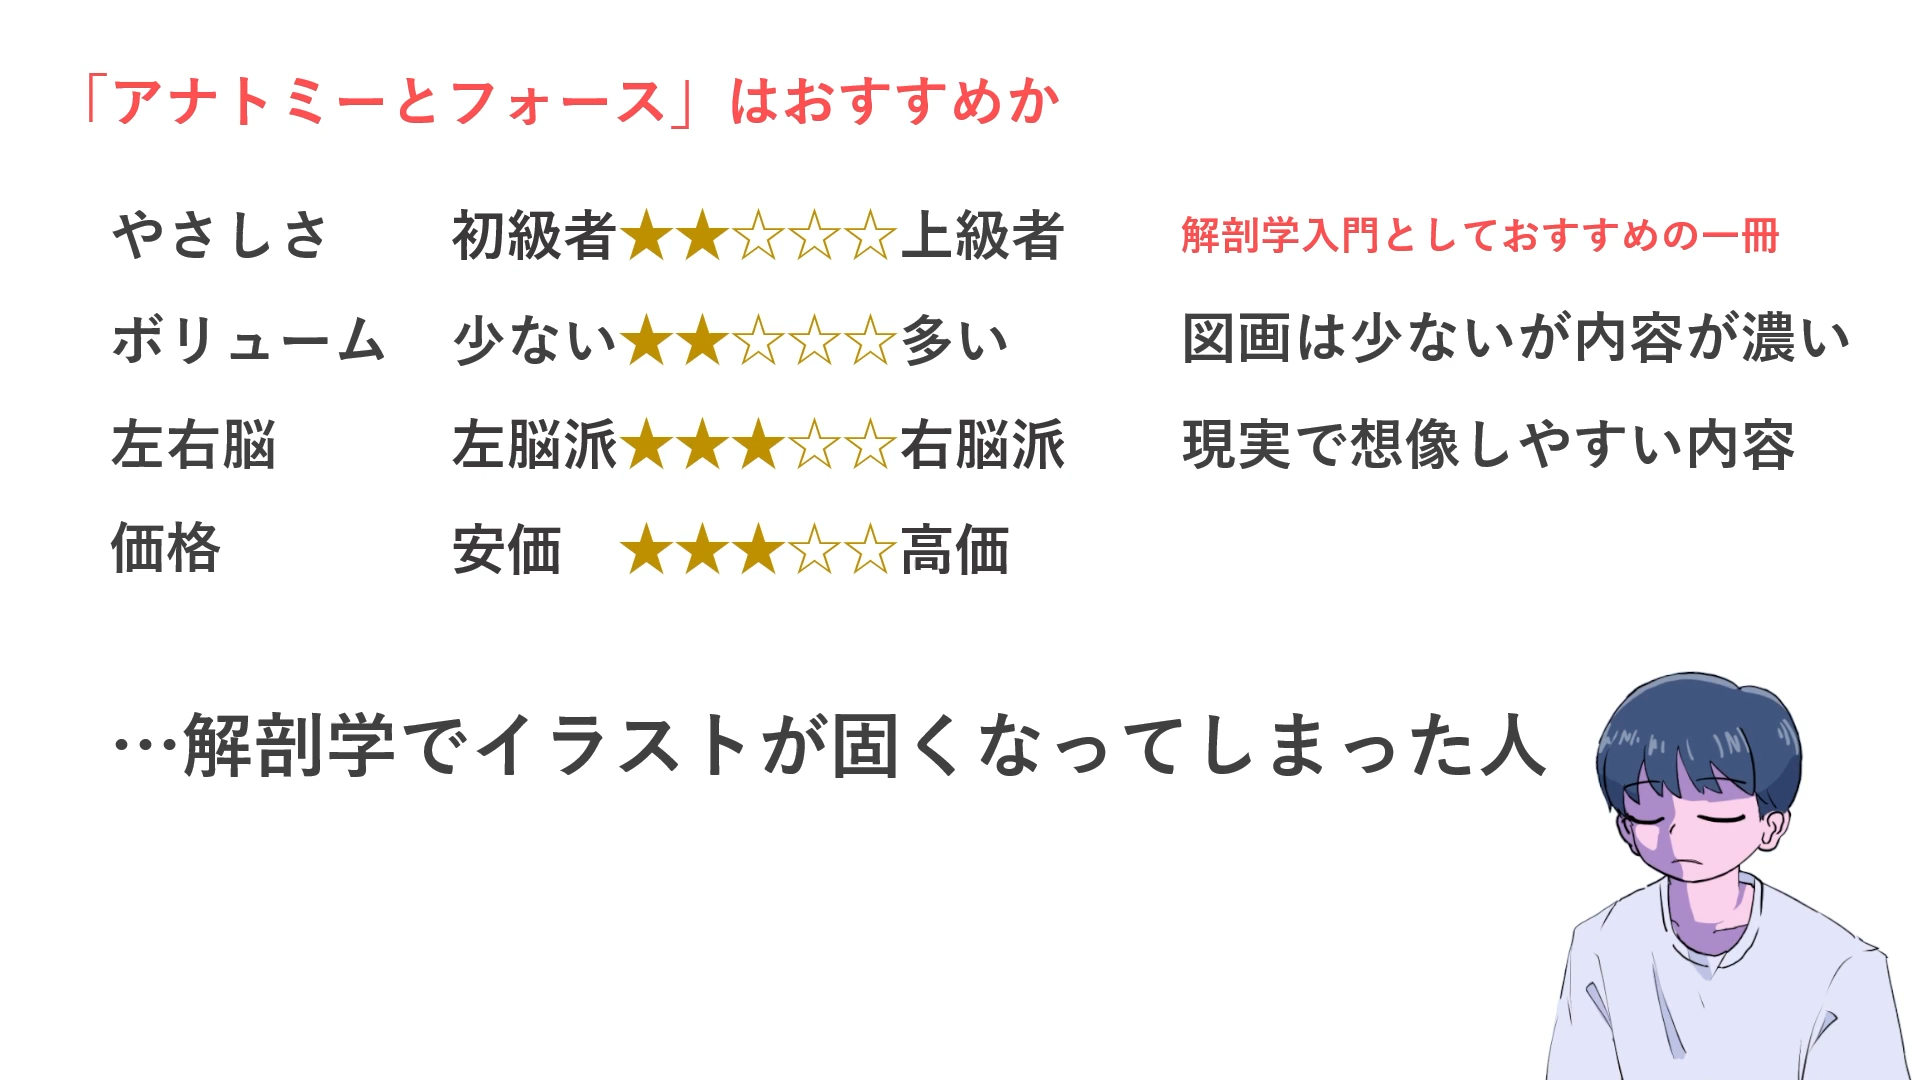 「アナトミーとフォース」はおすすめか
やさしさ 初級者★★☆☆☆上級者 解剖学入門としておすすめの一冊
ボリューム 少ない★★☆☆☆多い 図画は少ないが内容が濃い
左右脳 左脳派★★★☆☆右脳派 現実で想像しやすい内容
価格 安価 ★★★☆☆高価
…解剖学でイラストが固くなってしまった人